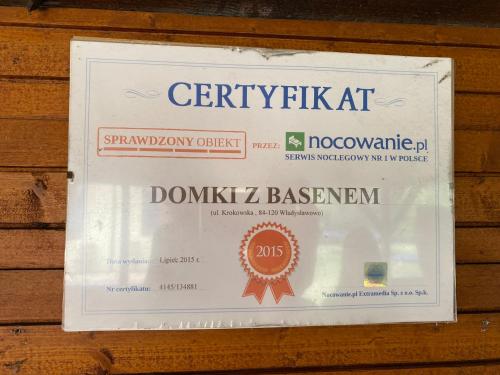 CERTYFIKAT
SPRAWDZONY OBIEKT PRZEZ: nocowanie.pl
SERWIS NOCLEGOWY NR 1 W POLSCE
DOMKI Z BASENEM
(ul. Krokowska , 84-120 Władysławowo)
2015
Data wydania: Lipiec 2015 r.
Nr certyfikatu: 4145/134881
Nocowanie.pl Extramedia Sp. z o.o. Sp.k.